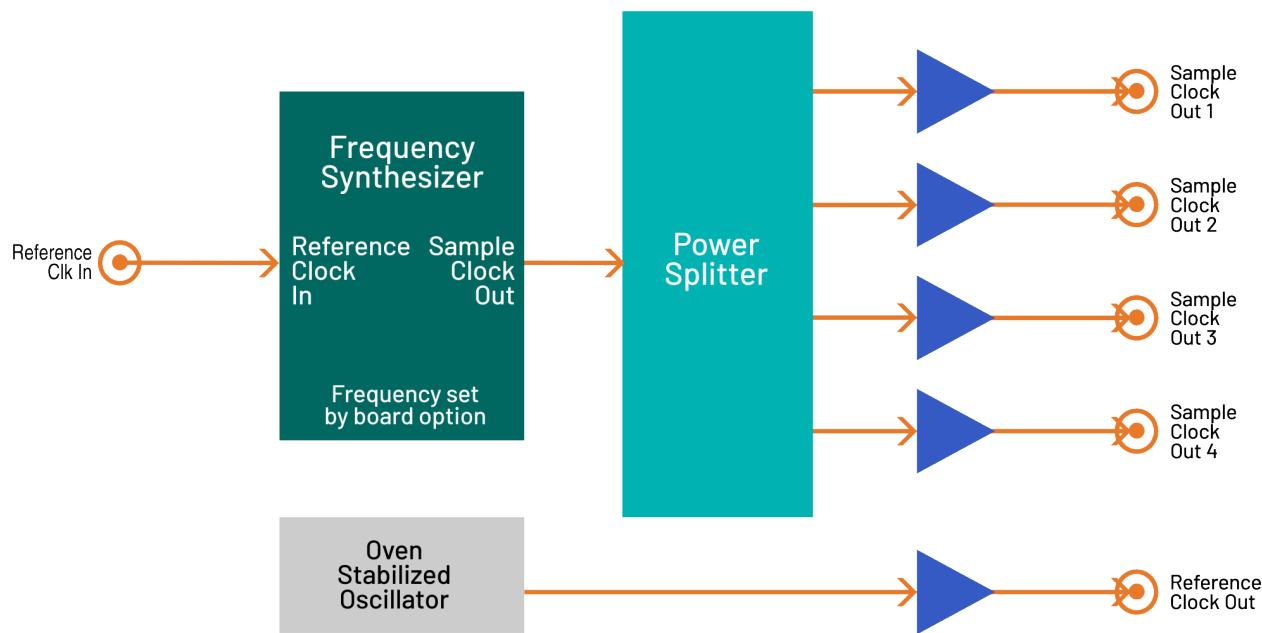 Reference
Clk In
Frequency
Synthesizer
Reference
Clock
In
Sample
Clock
Out
Frequency set
by board option
Power
Splitter
Sample
Clock
Out 1
Sample
Clock
Out 2
Sample
Clock
Out 3
Sample
Clock
Out 4
Oven
Stabilized
Oscillator
Reference
Clock Out